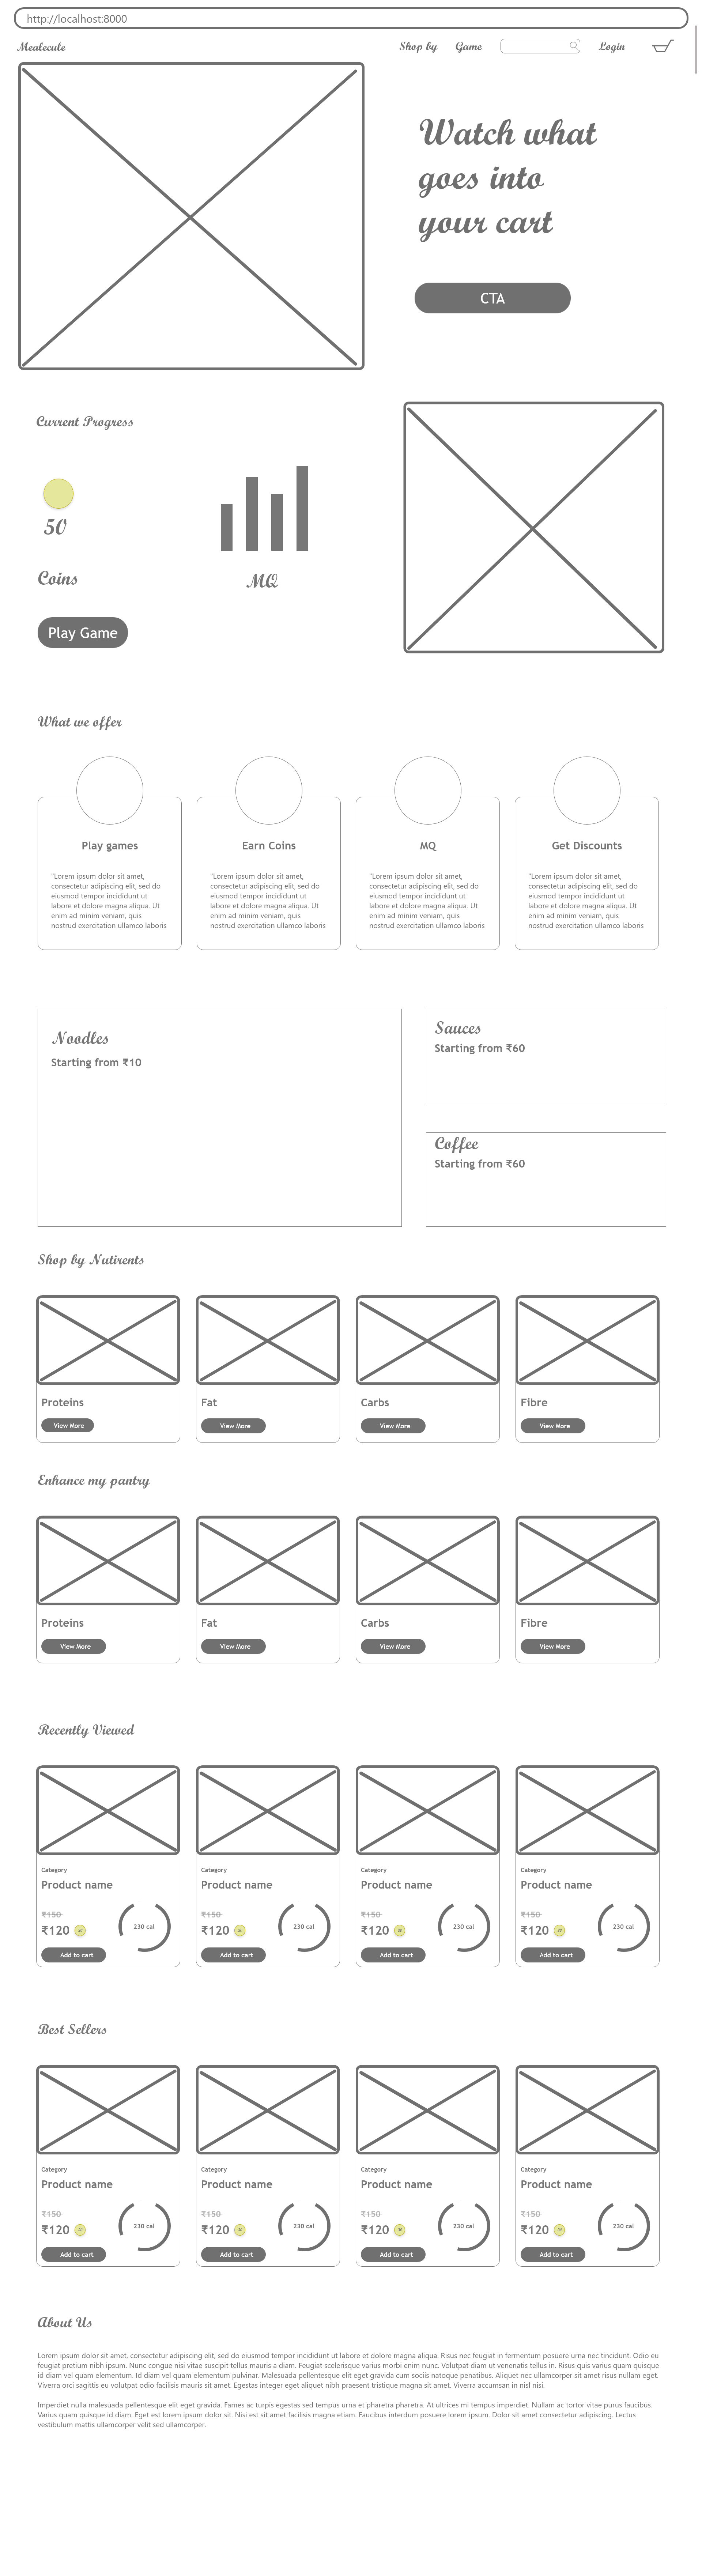 http://localhost:8000
Mealecule
Shop by Game Login
Watch what
goes into
your cart
CTA
Current Progress
50
Coins
MQ
Play Game
What we offer
Play games Earn Coins MQ Get Discounts
"Lorem ipsum dolor sit amet,
consectetur adipiscing elit, sed do
eiusmod tempor incididunt ut
labore et dolore magna aliqua. Ut
enim ad minim veniam, quis
nostrud exercitation ullamco laboris
"Lorem ipsum dolor sit amet,
consectetur adipiscing elit, sed do
eiusmod tempor incididunt ut
labore et dolore magna aliqua. Ut
enim ad minim veniam, quis
nostrud exercitation ullamco laboris
"Lorem ipsum dolor sit amet,
consectetur adipiscing elit, sed do
eiusmod tempor incididunt ut
labore et dolore magna aliqua. Ut
enim ad minim veniam, quis
nostrud exercitation ullamco laboris
"Lorem ipsum dolor sit amet,
consectetur adipiscing elit, sed do
eiusmod tempor incididunt ut
labore et dolore magna aliqua. Ut
enim ad minim veniam, quis
nostrud exercitation ullamco laboris
Noodles
Starting from ₹10
Sauces
Starting from ₹60
Coffee
Starting from ₹60
Shop by Nutirents
Proteins Fat Carbs Fibre
View More View More View More View More
Enhance my pantry
Proteins Fat Carbs Fibre
View More View More View More View More
Recently Viewed
Category Category Category Category
Product name Product name Product name Product name
₹150 ₹150 ₹150 ₹150
230 cal 230 cal 230 cal 230 cal
₹120 ₹120 ₹120 ₹120
Add to cart Add to cart Add to cart Add to cart
Best Sellers
Category Category Category Category
Product name Product name Product name Product name
₹150 ₹150 ₹150 ₹150
230 cal 230 cal 230 cal 230 cal
₹120 ₹120 ₹120 ₹120
Add to cart Add to cart Add to cart Add to cart
About Us
Lorem ipsum dolor sit amet, consectetur adipiscing elit, sed do eiusmod tempor incididunt ut labore et dolore magna aliqua. Risus nec feugiat in fermentum posuere urna nec tincidunt. Odio eu
feugiat pretium nibh ipsum. Nunc congue nisi vitae suscipit tellus mauris a diam. Feugiat scelerisque varius morbi enim nunc. Volutpat diam ut venenatis tellus in. Risus quis varius quam quisque
id diam vel quam elementum. Id diam vel quam elementum pulvinar. Malesuada pellentesque elit eget gravida cum sociis natoque penatibus. Aliquet nec ullamcorper sit amet risus nullam eget.
Viverra orci sagittis eu volutpat odio facilisis mauris sit amet. Egestas integer eget aliquet nibh praesent tristique magna sit amet. Viverra accumsan in nisl nisi.
Imperdiet nulla malesuada pellentesque elit eget gravida. Fames ac turpis egestas sed tempus urna et pharetra pharetra. At ultrices mi tempus imperdiet. Nullam ac tortor vitae purus faucibus.
Varius quam quisque id diam. Eget est lorem ipsum dolor sit. Nisi est sit amet facilisis magna etiam. Faucibus interdum posuere lorem ipsum. Dolor sit amet consectetur adipiscing. Lectus
vestibulum mattis ullamcorper velit sed ullamcorper.